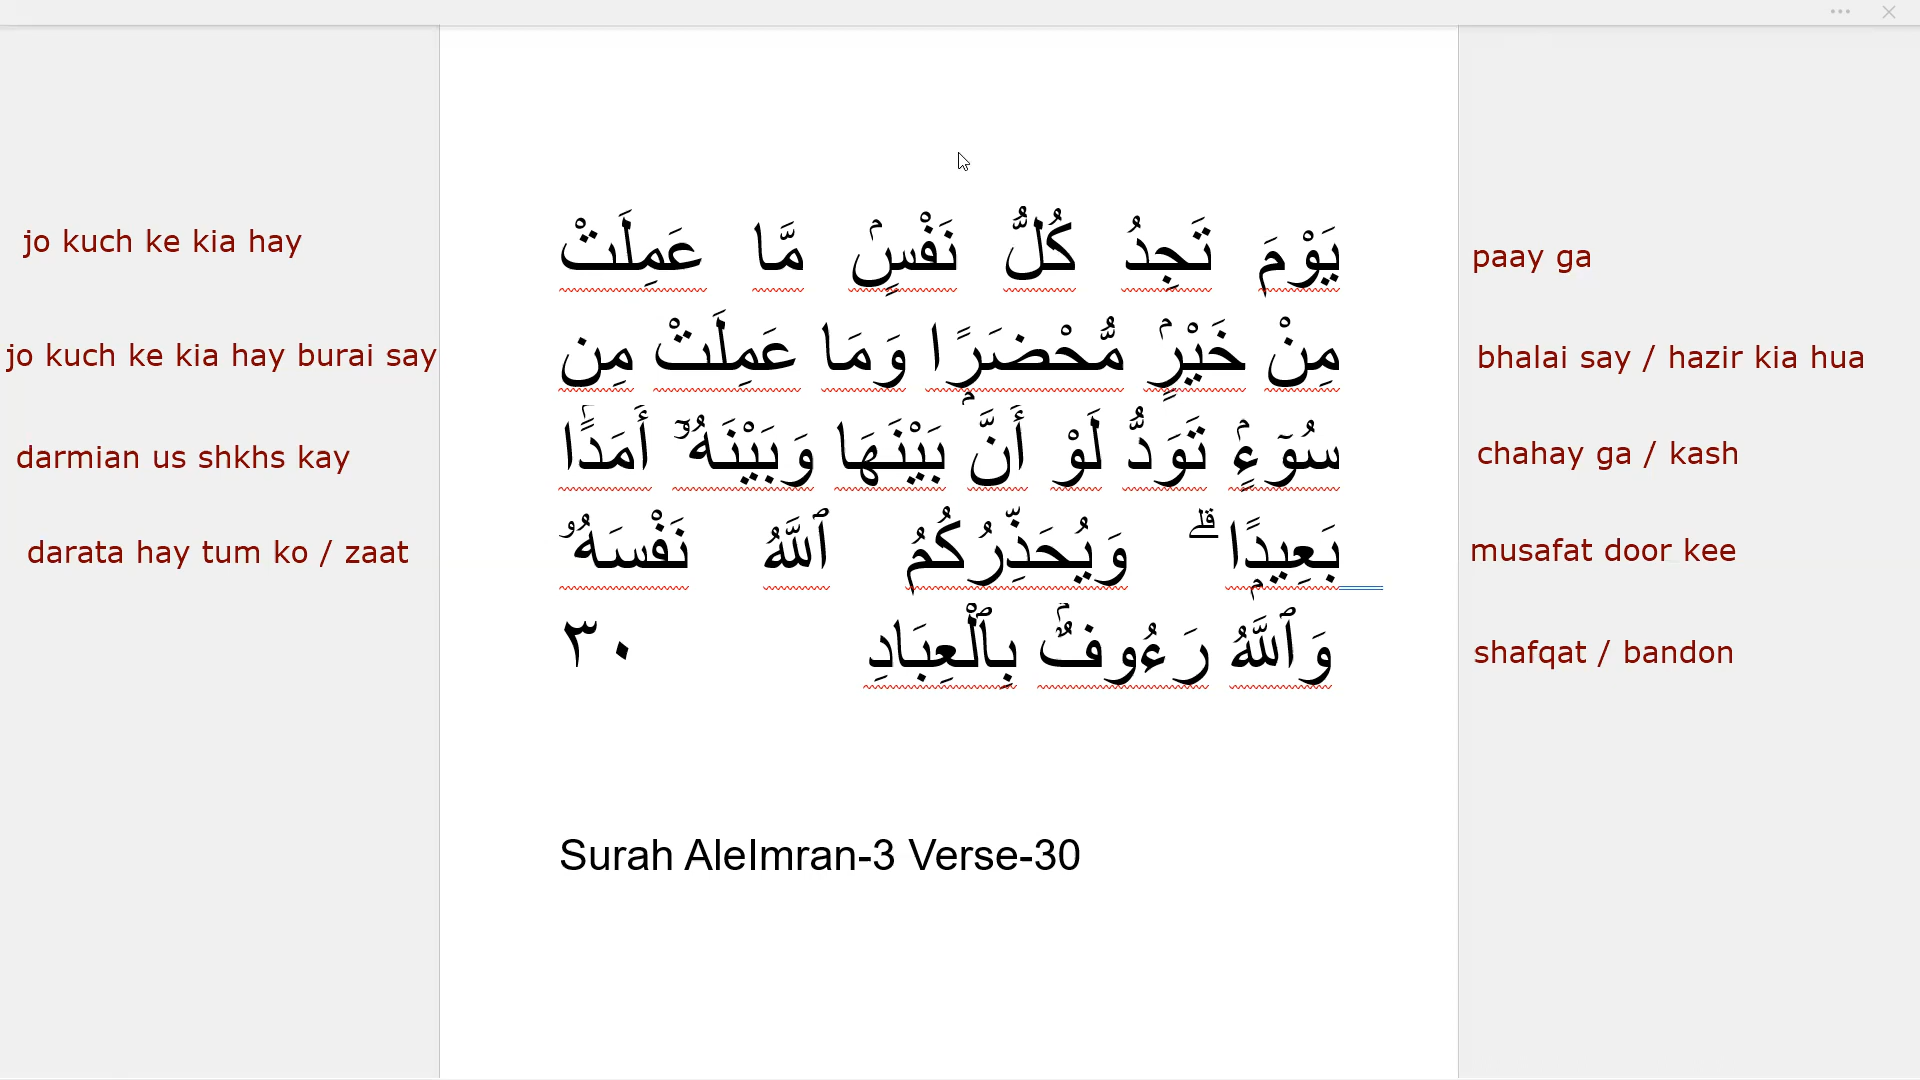 يَوْمَ تَجِدُ كُلُّ نَفْسٍۢ مَّا عَمِلَتْ
paay ga
jo kuch ke kia hay
مِنْ خَيْرٍۢ مُّحْضَرًا وَمَا عَمِلَتْ مِن
bhalai say / hazir kia hua
jo kuch ke kia hay burai say
سُوٓءٍۢ تَوَدُّ لَوْ أَنَّ بَيْنَهَا وَبَيْنَهُۥٓ أَمَدًۢا
chahay ga / kash
darmian us shkhs kay
بَعِيدًۭا ۗ وَيُحَذِّرُكُمُ ٱللَّهُ نَفْسَهُۥ
musafat door kee
darata hay tum ko / zaat
وَٱللَّهُ رَءُوفٌۢ بِٱلْعِبَادِ ٣٠
shafqat / bandon
Surah AleImran-3 Verse-30